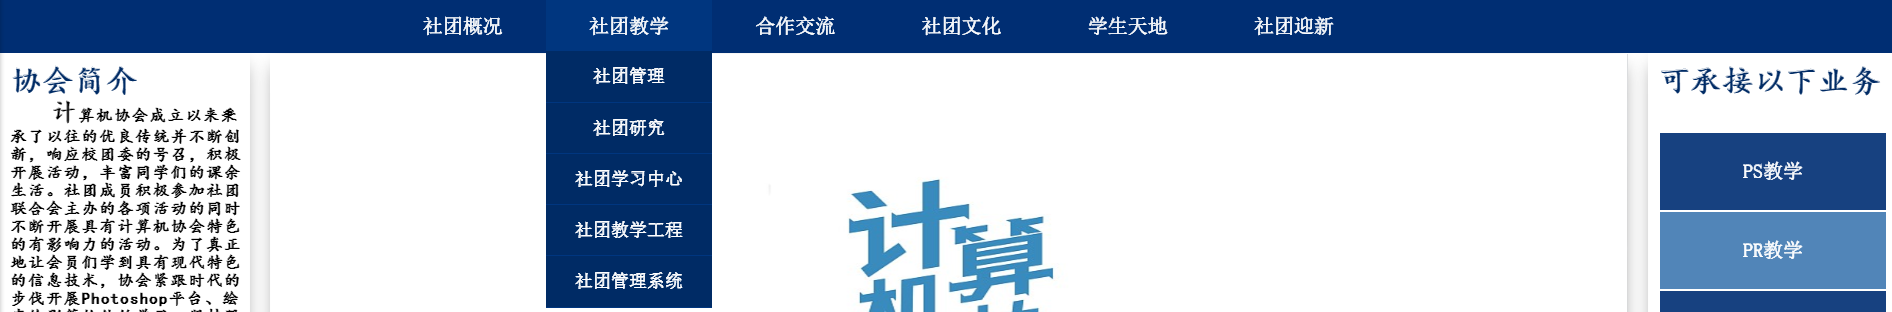 社团概况 社团教学 合作交流 社团文化 学生天地 社团迎新
社团管理
社团研究
社团学习中心
社团教学工程
社团管理系统
协会简介
计算机协会成立以来秉
承了以往的优良传统并不断创
新，响应校团委的号召，积极
开展活动，丰富同学们的课余
生活。社团成员积极参加社团
联合会主办的各项活动的同时
不断开展具有计算机协会特色
的有影响力的活动。为了真正
地让会员们学到具有现代特色
的信息技术，协会紧跟时代的
步伐开展Photoshop平台、绘
计算
可承接以下业务
PS教学
PR教学